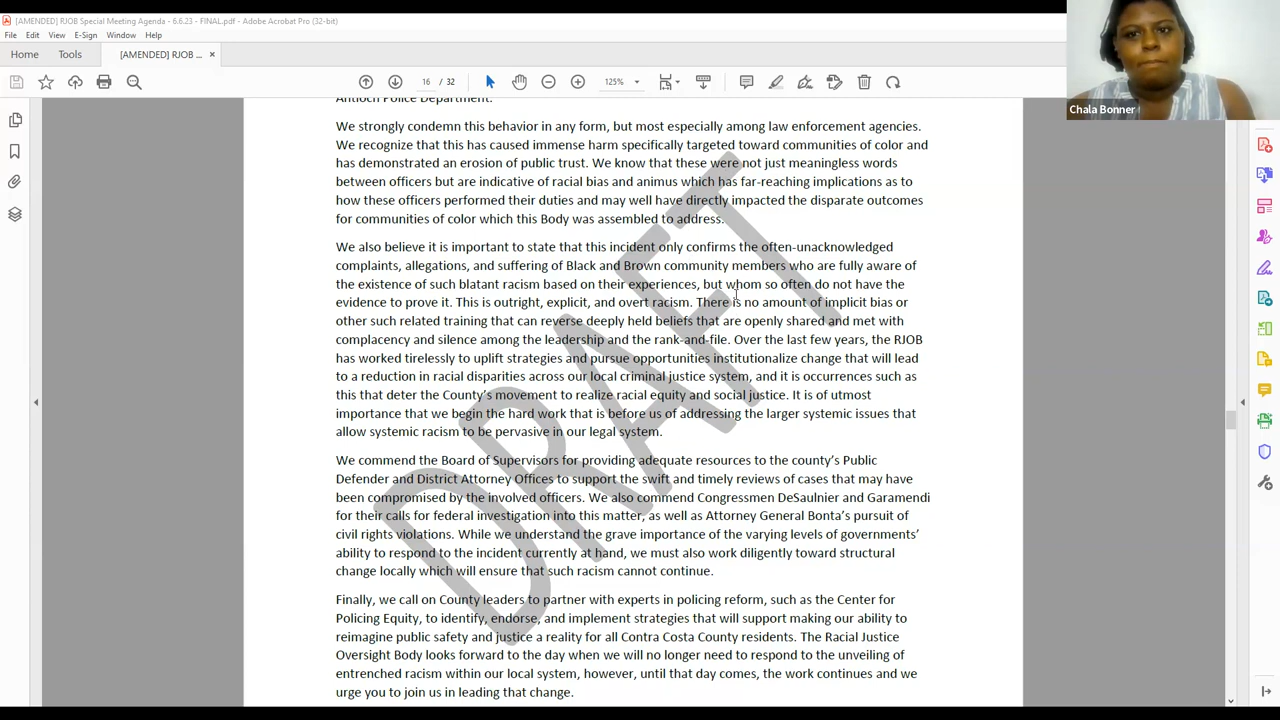 [AMENDED] RJOB Special Meeting Agenda - 6.6.23 - FINAL.pdf - Adobe Acrobat Pro (32-bit)
File Edit View E-Sign Window Help
Home Tools [AMENDED] RJOB ... ×
16 / 32 125%
Chala Bonner
Antioch Police Department.
We strongly condemn this behavior in any form, but most especially among law enforcement agencies.
We recognize that this has caused immense harm specifically targeted toward communities of color and
has demonstrated an erosion of public trust. We know that these were not just meaningless words
between officers but are indicative of racial bias and animus which has far-reaching implications as to
how these officers performed their duties and may well have directly impacted the disparate outcomes
for communities of color which this Body was assembled to address.
We also believe it is important to state that this incident only confirms the often-unacknowledged
complaints, allegations, and suffering of Black and Brown community members who are fully aware of
the existence of such blatant racism based on their experiences, but whom so often do not have the
evidence to prove it. This is outright, explicit, and overt racism. There is no amount of implicit bias or
other such related training that can reverse deeply held beliefs that are openly shared and met with
complacency and silence among the leadership and the rank-and-file. Over the last few years, the RJOB
has worked tirelessly to uplift strategies and pursue opportunities institutionalize change that will lead
to a reduction in racial disparities across our local criminal justice system, and it is occurrences such as
this that deter the County's movement to realize racial equity and social justice. It is of utmost
importance that we begin the hard work that is before us of addressing the larger systemic issues that
allow systemic racism to be pervasive in our legal system.
We commend the Board of Supervisors for providing adequate resources to the county's Public
Defender and District Attorney Offices to support the swift and timely reviews of cases that may have
been compromised by the involved officers. We also commend Congressmen DeSaulnier and Garamendi
for their calls for federal investigation into this matter, as well as Attorney General Bonta's pursuit of
civil rights violations. While we understand the grave importance of the varying levels of governments'
ability to respond to the incident currently at hand, we must also work diligently toward structural
change locally which will ensure that such racism cannot continue.
Finally, we call on County leaders to partner with experts in policing reform, such as the Center for
Policing Equity, to identify, endorse, and implement strategies that will support making our ability to
reimagine public safety and justice a reality for all Contra Costa County residents. The Racial Justice
Oversight Body looks forward to the day when we will no longer need to respond to the unveiling of
entrenched racism within our local system, however, until that day comes, the work continues and we
urge you to join us in leading that change.
DRAFT